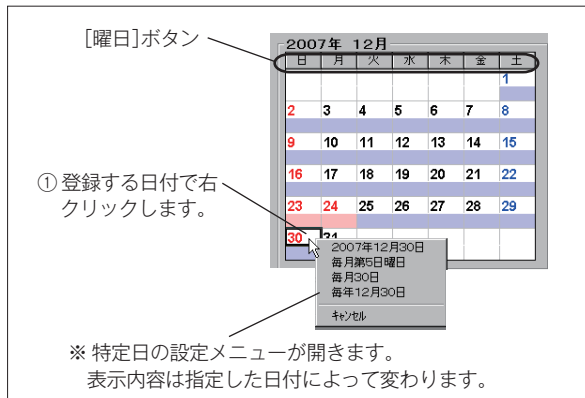 [曜日]ボタン
2007年 12月
日 月 火 水 木 金 土
1
2 3 4 5 6 7 8
9 10 11 12 13 14 15
16 17 18 19 20 21 22
① 登録する日付で右
クリックします。
23 24 25 26 27 28 29
30 31
2007年12月30日
毎月第5日曜日
毎月30日
毎年12月30日
キャンセル
※ 特定日の設定メニューが開きます。
表示内容は指定した日付によって変わります。